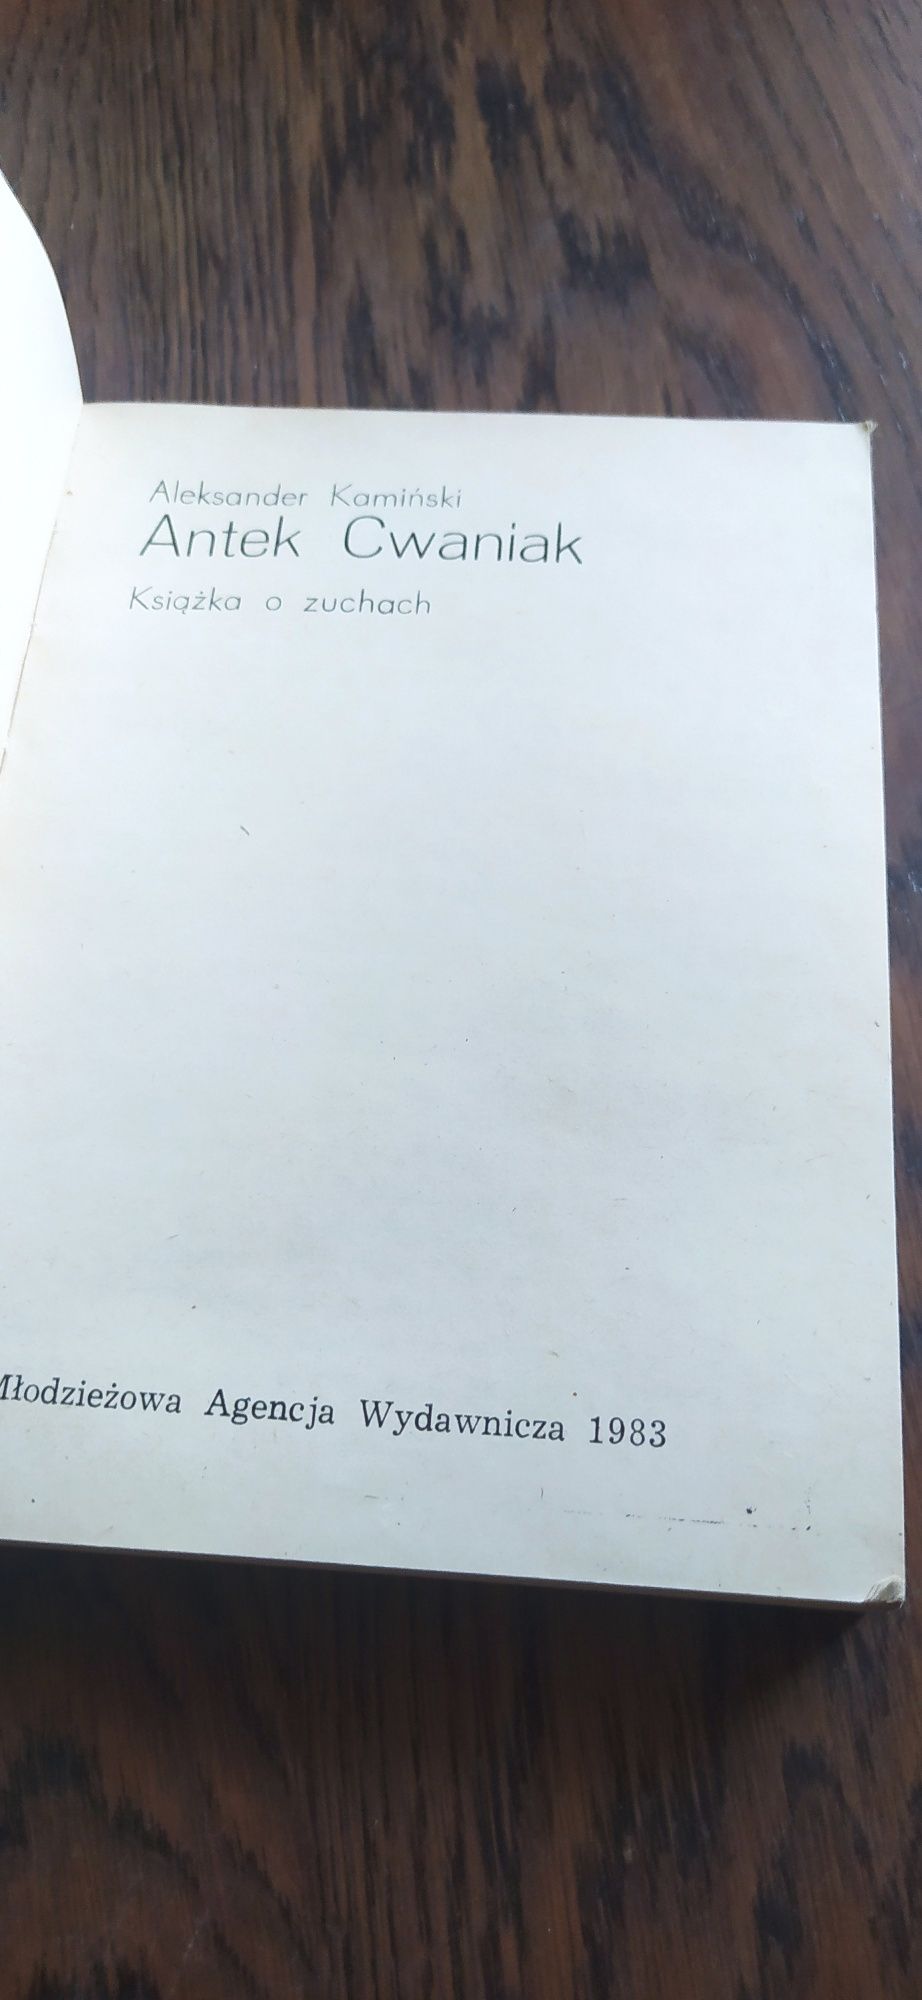 Aleksander Kamiński
Antek Cwaniak
Książka o zuchach
Młodzieżowa Agencja Wydawnicza 1983